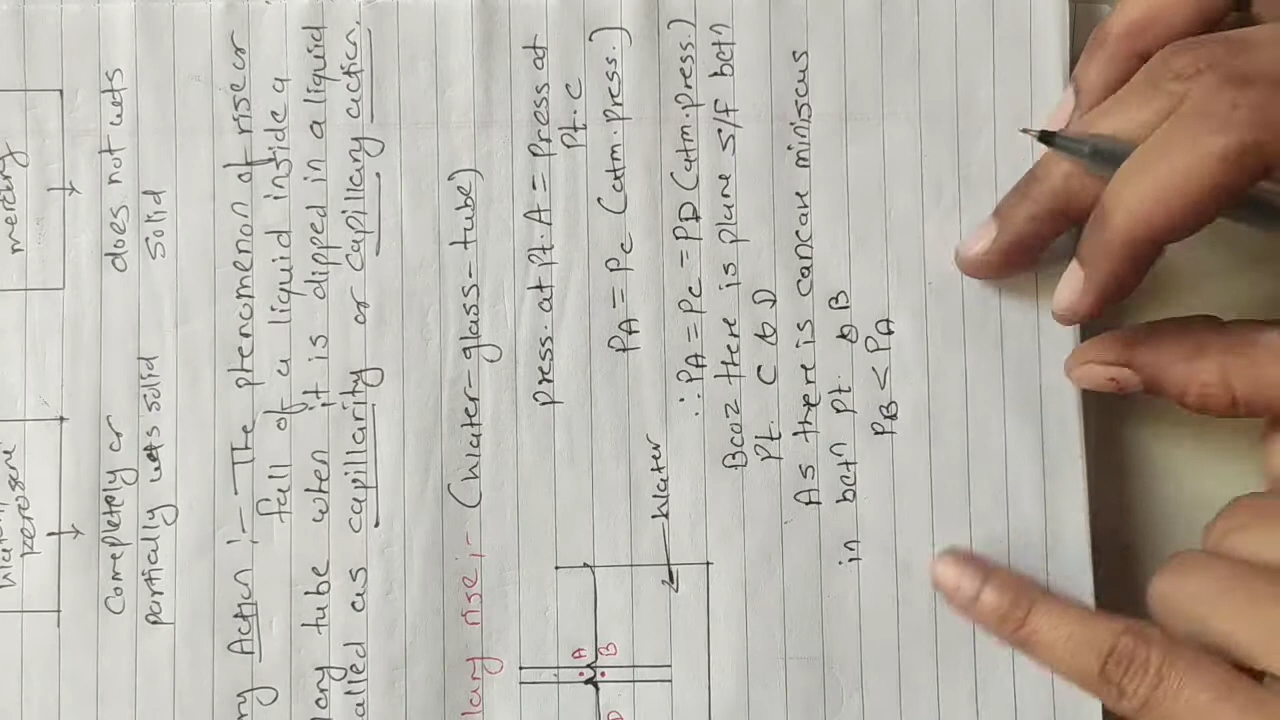 mercury
Water,
kerosene
Completely or
partially wets solid
does not wets
solid
Action :- The phenomenon of rise or
fall of a liquid inside a
tube when it is dipped in a liquid
as capillarity or capillary action.
rise :- (Water-glass-tube)
press. at pt. A = Press at
pt. C
PA = PC (atm. press.)
∴ PA = PC = PD (atm. press.)
Bcoz there is plane S/F betn
Pt. C & D
As there is concave miniscus
in betn pt. & B
PB < PA
A
B
D
Water